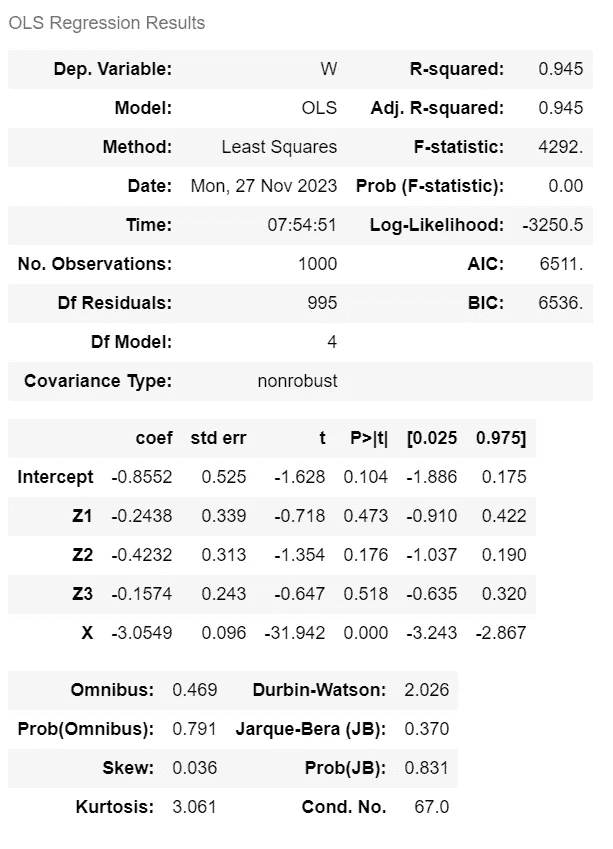 OLS Regression Results
Dep. Variable: W R-squared: 0.945
Model: OLS Adj. R-squared: 0.945
Method: Least Squares F-statistic: 4292.
Date: Mon, 27 Nov 2023 Prob (F-statistic): 0.00
Time: 07:54:51 Log-Likelihood: -3250.5
No. Observations: 1000 AIC: 6511.
Df Residuals: 995 BIC: 6536.
Df Model: 4
Covariance Type: nonrobust
coef std err t P>|t| [0.025 0.975]
Intercept -0.8552 0.525 -1.628 0.104 -1.886 0.175
Z1 -0.2438 0.339 -0.718 0.473 -0.910 0.422
Z2 -0.4232 0.313 -1.354 0.176 -1.037 0.190
Z3 -0.1574 0.243 -0.647 0.518 -0.635 0.320
X -3.0549 0.096 -31.942 0.000 -3.243 -2.867
Omnibus: 0.469 Durbin-Watson: 2.026
Prob(Omnibus): 0.791 Jarque-Bera (JB): 0.370
Skew: 0.036 Prob(JB): 0.831
Kurtosis: 3.061 Cond. No. 67.0